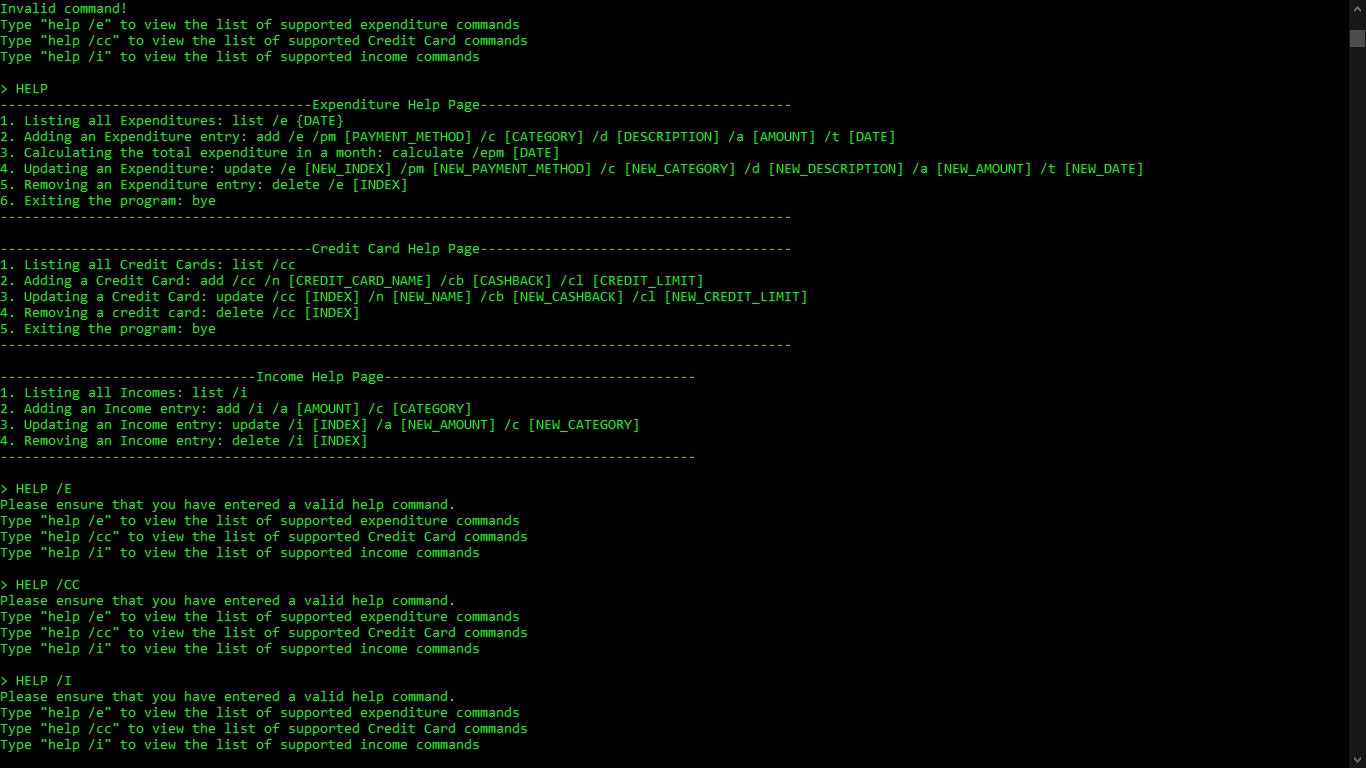 Invalid command!
Type "help /e" to view the list of supported expenditure commands
Type "help /cc" to view the list of supported Credit Card commands
Type "help /i" to view the list of supported income commands
> HELP
---------------------------------------Expenditure Help Page---------------------------------------
1. Listing all Expenditures: list /e {DATE}
2. Adding an Expenditure entry: add /e /pm [PAYMENT_METHOD] /c [CATEGORY] /d [DESCRIPTION] /a [AMOUNT] /t [DATE]
3. Calculating the total expenditure in a month: calculate /epm [DATE]
4. Updating an Expenditure: update /e [NEW_INDEX] /pm [NEW_PAYMENT_METHOD] /c [NEW_CATEGORY] /d [NEW_DESCRIPTION] /a [NEW_AMOUNT] /t [NEW_DATE]
5. Removing an Expenditure entry: delete /e [INDEX]
6. Exiting the program: bye
---------------------------------------------------------------------------------------------------
---------------------------------------Credit Card Help Page---------------------------------------
1. Listing all Credit Cards: list /cc
2. Adding a Credit Card: add /cc /n [CREDIT_CARD_NAME] /cb [CASHBACK] /cl [CREDIT_LIMIT]
3. Updating a Credit Card: update /cc [INDEX] /n [NEW_NAME] /cb [NEW_CASHBACK] /cl [NEW_CREDIT_LIMIT]
4. Removing a credit card: delete /cc [INDEX]
5. Exiting the program: bye
---------------------------------------------------------------------------------------------------
--------------------------------Income Help Page---------------------------------------
1. Listing all Incomes: list /i
2. Adding an Income entry: add /i /a [AMOUNT] /c [CATEGORY]
3. Updating an Income entry: update /i [INDEX] /a [NEW_AMOUNT] /c [NEW_CATEGORY]
4. Removing an Income entry: delete /i [INDEX]
---------------------------------------------------------------------------------------
> HELP /E
Please ensure that you have entered a valid help command.
Type "help /e" to view the list of supported expenditure commands
Type "help /cc" to view the list of supported Credit Card commands
Type "help /i" to view the list of supported income commands
> HELP /CC
Please ensure that you have entered a valid help command.
Type "help /e" to view the list of supported expenditure commands
Type "help /cc" to view the list of supported Credit Card commands
Type "help /i" to view the list of supported income commands
> HELP /I
Please ensure that you have entered a valid help command.
Type "help /e" to view the list of supported expenditure commands
Type "help /cc" to view the list of supported Credit Card commands
Type "help /i" to view the list of supported income commands